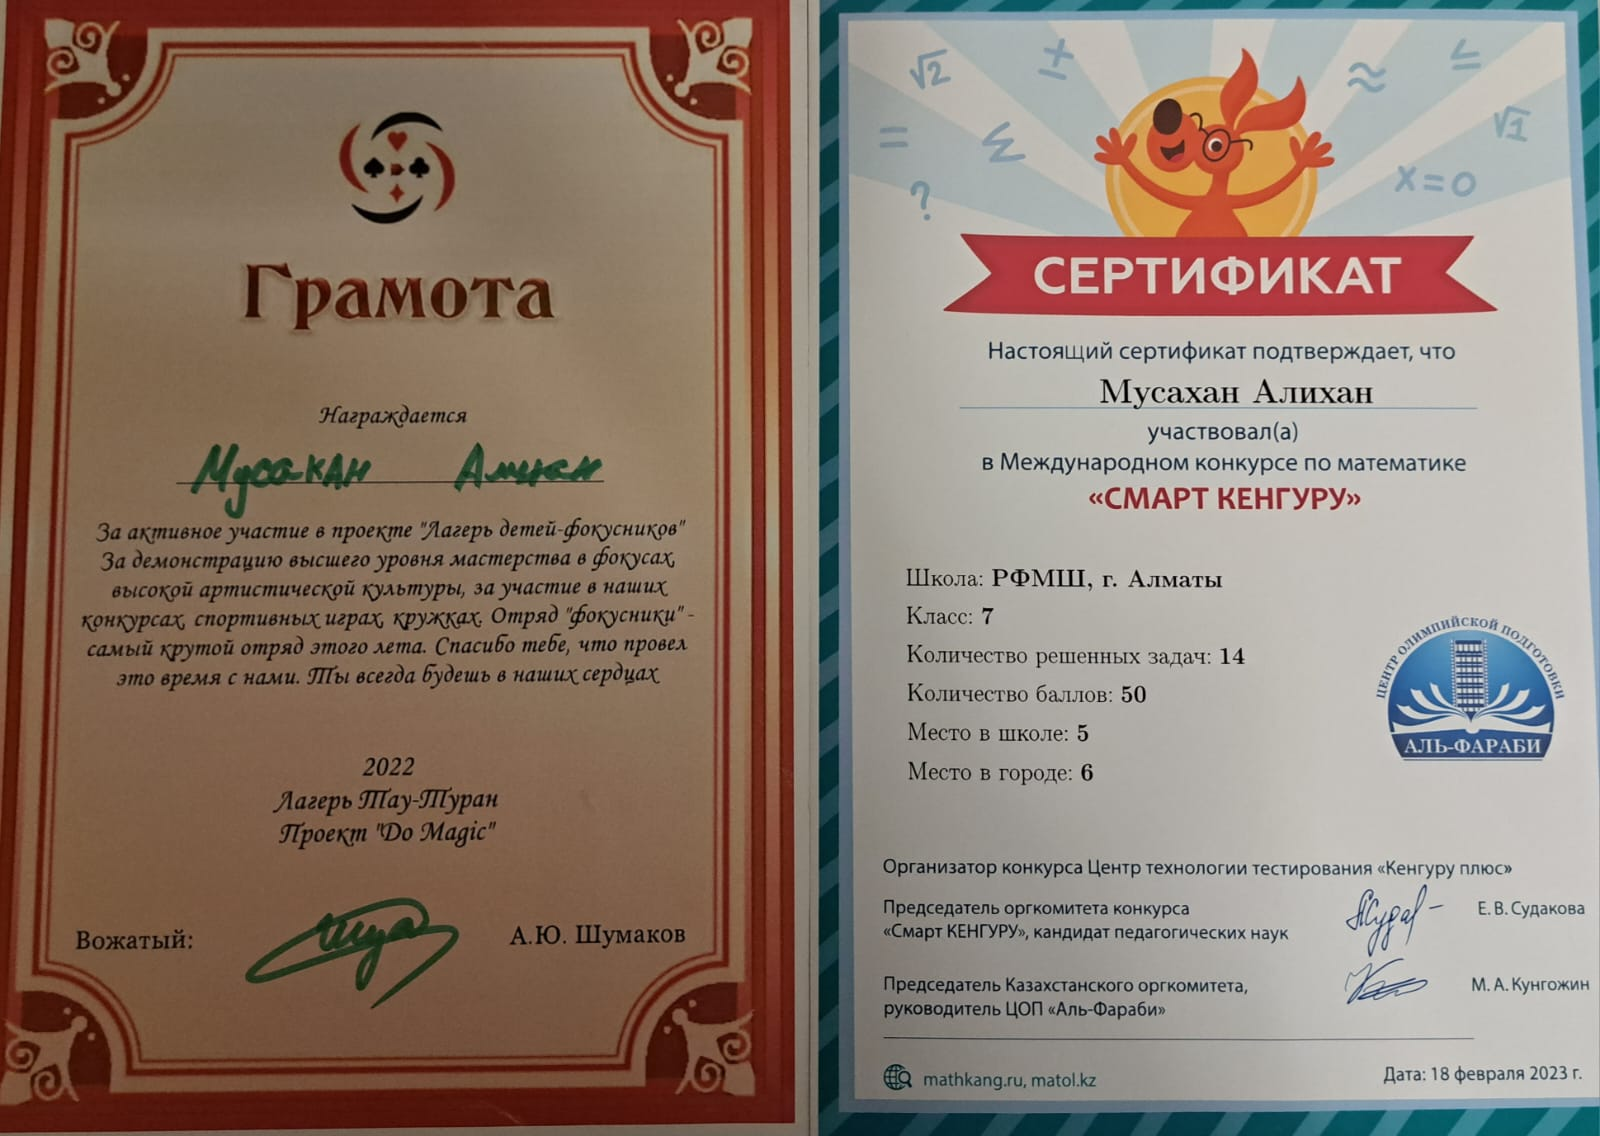 Грамота
Награждается
Мусахан Алихан
За активное участие в проекте "Лагерь детей-фокусников"
За демонстрацию высшего уровня мастерства в фокусах,
высокой артистической культуры, за участие в наших
конкурсах, спортивных играх, кружках. Отряд "фокусники" -
самый крутой отряд этого лета. Спасибо тебе, что провел
это время с нами. Ты всегда будешь в наших сердцах
2022
Лагерь Тау-Туран
Проект "Do Magic"
Вожатый:
А.Ю. Шумаков
√2 ± ≈ ≤
= Σ √1
? x=0
СЕРТИФИКАТ
Настоящий сертификат подтверждает, что
Мусахан Алихан
участвовал(а)
в Международном конкурсе по математике
«СМАРТ КЕНГУРУ»
Школа: РФМШ, г. Алматы
Класс: 7
Количество решенных задач: 14
Количество баллов: 50
Место в школе: 5
Место в городе: 6
ЦЕНТР ОЛИМПИЙСКОЙ ПОДГОТОВКИ
АЛЬ-ФАРАБИ
Организатор конкурса Центр технологии тестирования «Кенгуру плюс»
Председатель оргкомитета конкурса
«Смарт КЕНГУРУ», кандидат педагогических наук
Е. В. Судакова
Председатель Казахстанского оргкомитета,
руководитель ЦОП «Аль-Фараби»
М. А. Кунгожин
mathkang.ru, matol.kz
Дата: 18 февраля 2023 г.